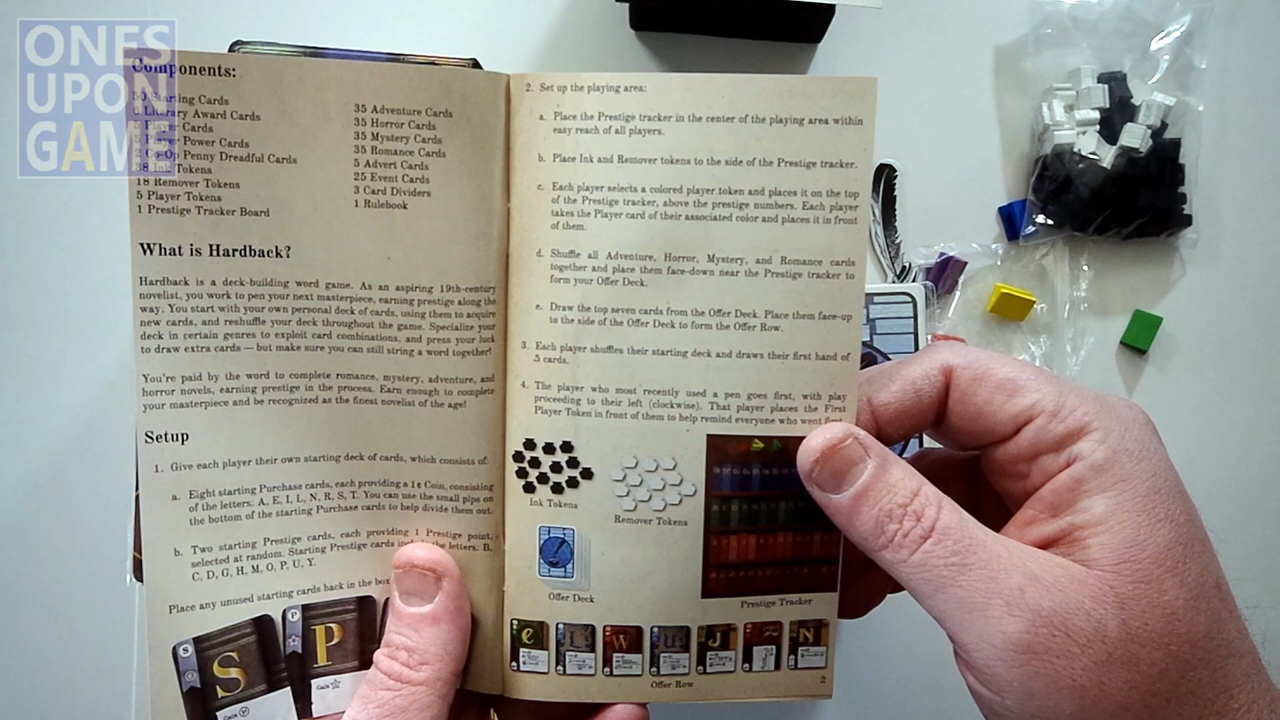 ONES
UPON
GAME
Components:
50 Starting Cards
Literary Award Cards
Cards
Power Cards
2 Co-Op Penny Dreadful Cards
38 Ink Tokens
18 Remover Tokens
5 Player Tokens
1 Prestige Tracker Board
35 Adventure Cards
35 Horror Cards
35 Mystery Cards
35 Romance Cards
5 Advert Cards
25 Event Cards
3 Card Dividers
1 Rulebook
What is Hardback?
Hardback is a deck-building word game. As an aspiring 19th-century
novelist, you work to pen your next masterpiece, earning prestige along the
way. You start with your own personal deck of cards, using them to acquire
new cards, and reshuffle your deck throughout the game. Specialize your
deck in certain genres to exploit card combinations, and press your luck
to draw extra cards — but make sure you can still string a word together!
You're paid by the word to complete romance, mystery, adventure, and
horror novels, earning prestige in the process. Earn enough to complete
your masterpiece and be recognized as the finest novelist of the age!
Setup
1. Give each player their own starting deck of cards, which consists of:
a. Eight starting Purchase cards, each providing a 1¢ Coin, consisting
of the letters: A, E, I, L, N, R, S, T. You can use the small pips on
the bottom of the starting Purchase cards to help divide them out.
b. Two starting Prestige cards, each providing 1 Prestige point,
selected at random. Starting Prestige cards the letters: B,
C, D, G, H, M, O, P, U, Y.
Place any unused starting cards back in the box
S
S
Gain
P
P
Gain
2. Set up the playing area:
a. Place the Prestige tracker in the center of the playing area within
easy reach of all players.
b. Place Ink and Remover tokens to the side of the Prestige tracker.
c. Each player selects a colored player token and places it on the top
of the Prestige tracker, above the prestige numbers. Each player
takes the Player card of their associated color and places it in front
of them.
d. Shuffle all Adventure, Horror, Mystery, and Romance cards
together and place them face-down near the Prestige tracker to
form your Offer Deck.
e. Draw the top seven cards from the Offer Deck. Place them face-up
to the side of the Offer Deck to form the Offer Row.
3. Each player shuffles their starting deck and draws their first hand of
5 cards.
4. The player who most recently used a pen goes first, with play
proceeding to their left (clockwise). That player places the First
Player Token in front of them to help remind everyone who went first.
Ink Tokens
Remover Tokens
Offer Deck
Prestige Tracker
e
W
u
J
N
Offer Row
2